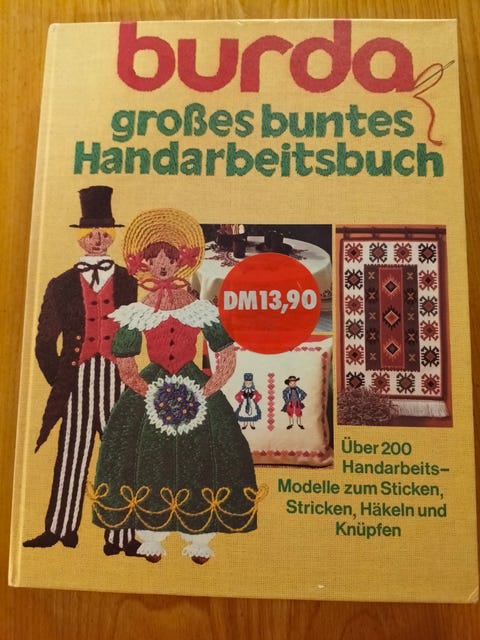 burda
großes buntes
Handarbeitsbuch
DM13,90
Über 200
Handarbeits–
Modelle zum Sticken,
Stricken, Häkeln und
Knüpfen